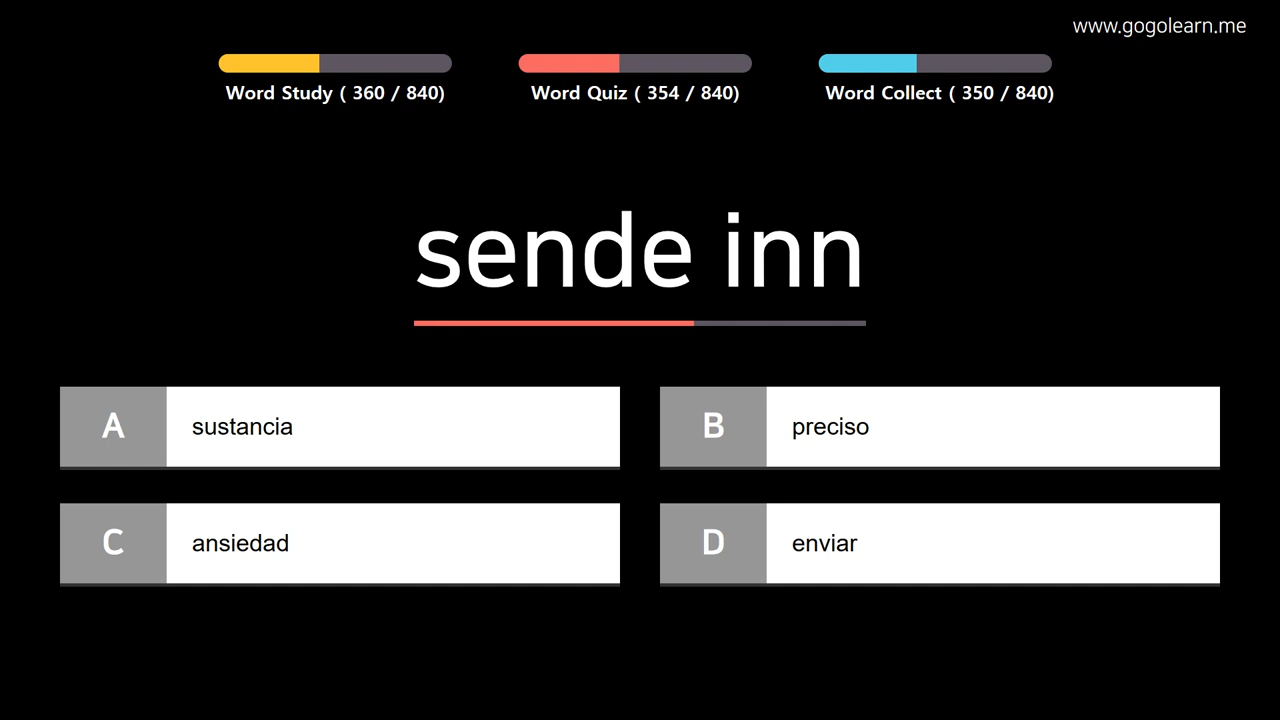 www.gogolearn.me
Word Study ( 360 / 840)
Word Quiz ( 354 / 840)
Word Collect ( 350 / 840)
sende inn
A sustancia
B preciso
C ansiedad
D enviar